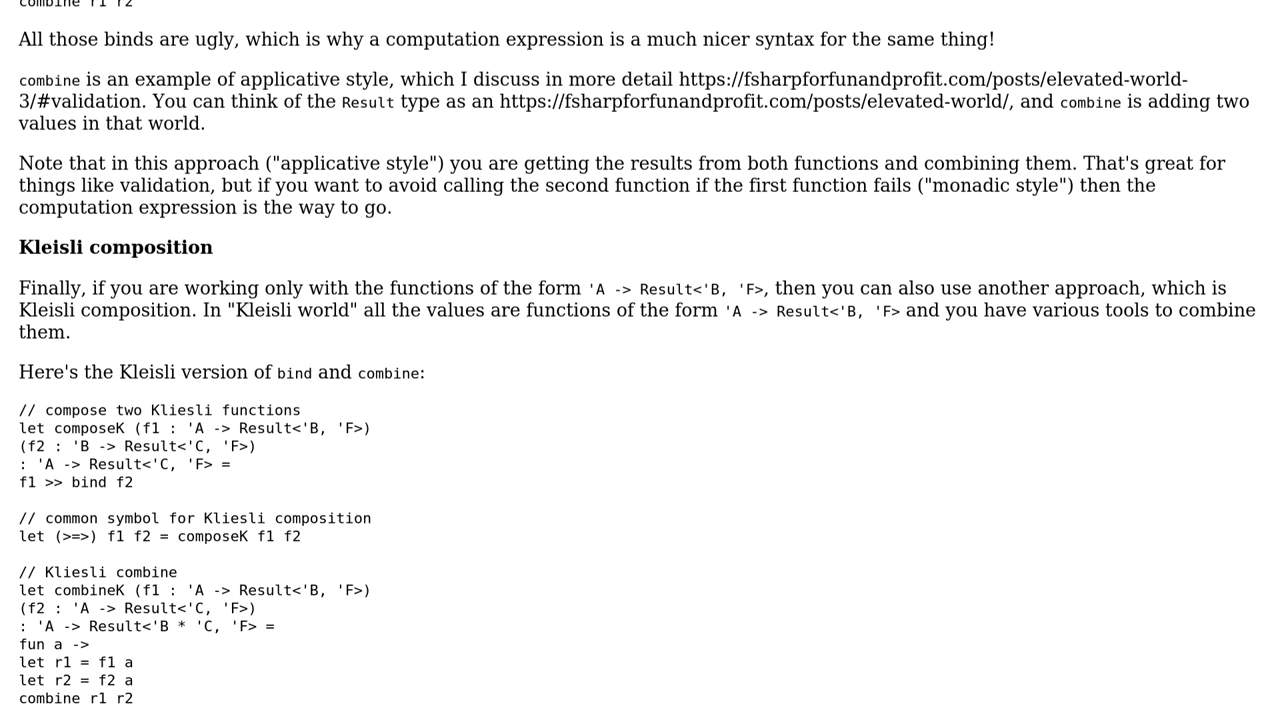 combine r1 r2
All those binds are ugly, which is why a computation expression is a much nicer syntax for the same thing!
combine is an example of applicative style, which I discuss in more detail https://fsharpforfunandprofit.com/posts/elevated-world-
3/#validation. You can think of the Result type as an https://fsharpforfunandprofit.com/posts/elevated-world/, and combine is adding two
values in that world.
Note that in this approach ("applicative style") you are getting the results from both functions and combining them. That's great for
things like validation, but if you want to avoid calling the second function if the first function fails ("monadic style") then the
computation expression is the way to go.
Kleisli composition
Finally, if you are working only with the functions of the form 'A -> Result<'B, 'F>, then you can also use another approach, which is
Kleisli composition. In "Kleisli world" all the values are functions of the form 'A -> Result<'B, 'F> and you have various tools to combine
them.
Here's the Kleisli version of bind and combine:
// compose two Kliesli functions
let composeK (f1 : 'A -> Result<'B, 'F>)
(f2 : 'B -> Result<'C, 'F>)
: 'A -> Result<'C, 'F> =
f1 >> bind f2
// common symbol for Kliesli composition
let (>=>) f1 f2 = composeK f1 f2
// Kliesli combine
let combineK (f1 : 'A -> Result<'B, 'F>)
(f2 : 'A -> Result<'C, 'F>)
: 'A -> Result<'B * 'C, 'F> =
fun a ->
let r1 = f1 a
let r2 = f2 a
combine r1 r2